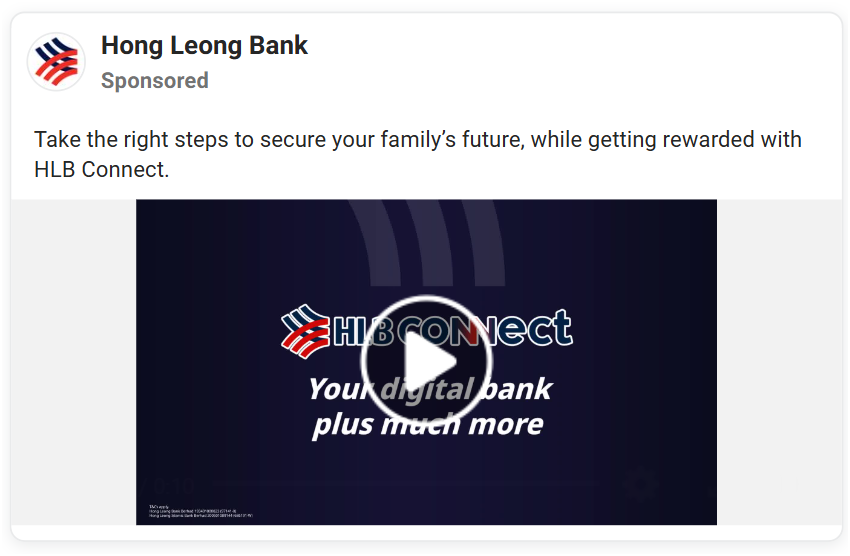 Hong Leong Bank
Sponsored
Take the right steps to secure your family’s future, while getting rewarded with
HLB Connect.
HLB CONNect
Your digital bank
plus much more
T&Cs apply.
Hong Leong Bank Berhad
Hong Leong Islamic Bank Berhad